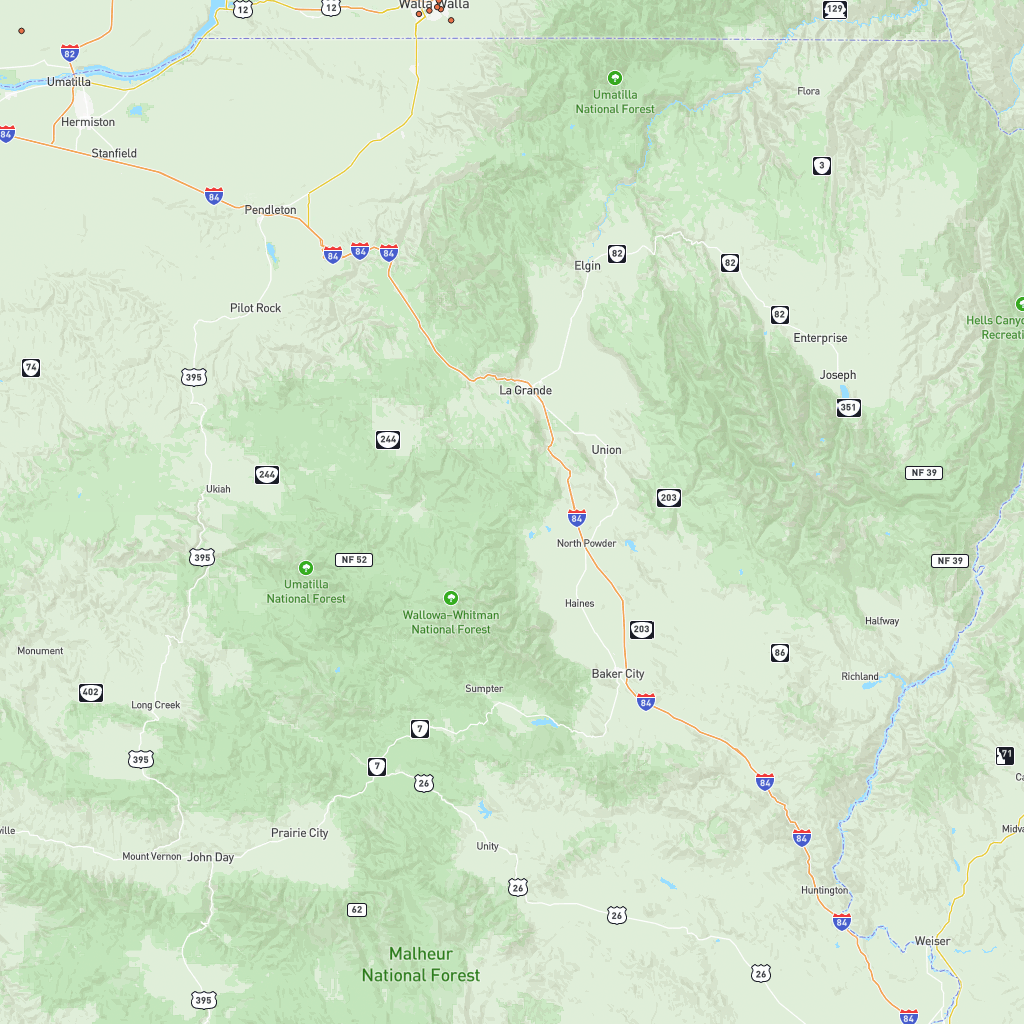 12
12
129
Walla Walla
82
Umatilla
Umatilla
National Forest
Flora
Hermiston
84
Stanfield
3
84
Pendleton
84
84
84
82
Elgin
82
Pilot Rock
82
Hells Canyo
Recreati
Enterprise
74
395
La Grande
Joseph
351
244
Union
244
NF 39
Ukiah
203
84
North Powder
395
NF 52
NF 39
Umatilla
National Forest
Wallowa-Whitman
National Forest
Haines
Halfway
203
Monument
86
Baker City
Richland
402
Sumpter
84
Long Creek
7
395
71
7
26
84
Ca
ville
Prairie City
84
Midva
Unity
Mount Vernon
John Day
26
Huntington
62
26
84
Malheur
National Forest
Weiser
26
395
84